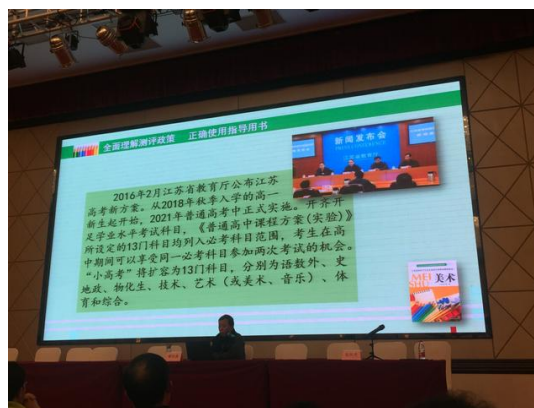 全面理解测评政策 正确使用指导用书
新闻发布会
2016年2月江苏省教育厅公布江苏
高考新方案。从2018年秋季入学的高一
新生起开始,2021年普通高考中正式实施。开齐开
足学业水平考试科目,《普通高中课程方案(实验)》
所设定的13门科目均列入必考科目范围,考生在高
中期间可以享受同一必考科目参加两次考试的机会。
“小高考”将扩容为13门科目,分别为语数外、史
地政、物化生、技术、艺术(或美术、音乐)、体
育和综合。
MEI
SHU
美术